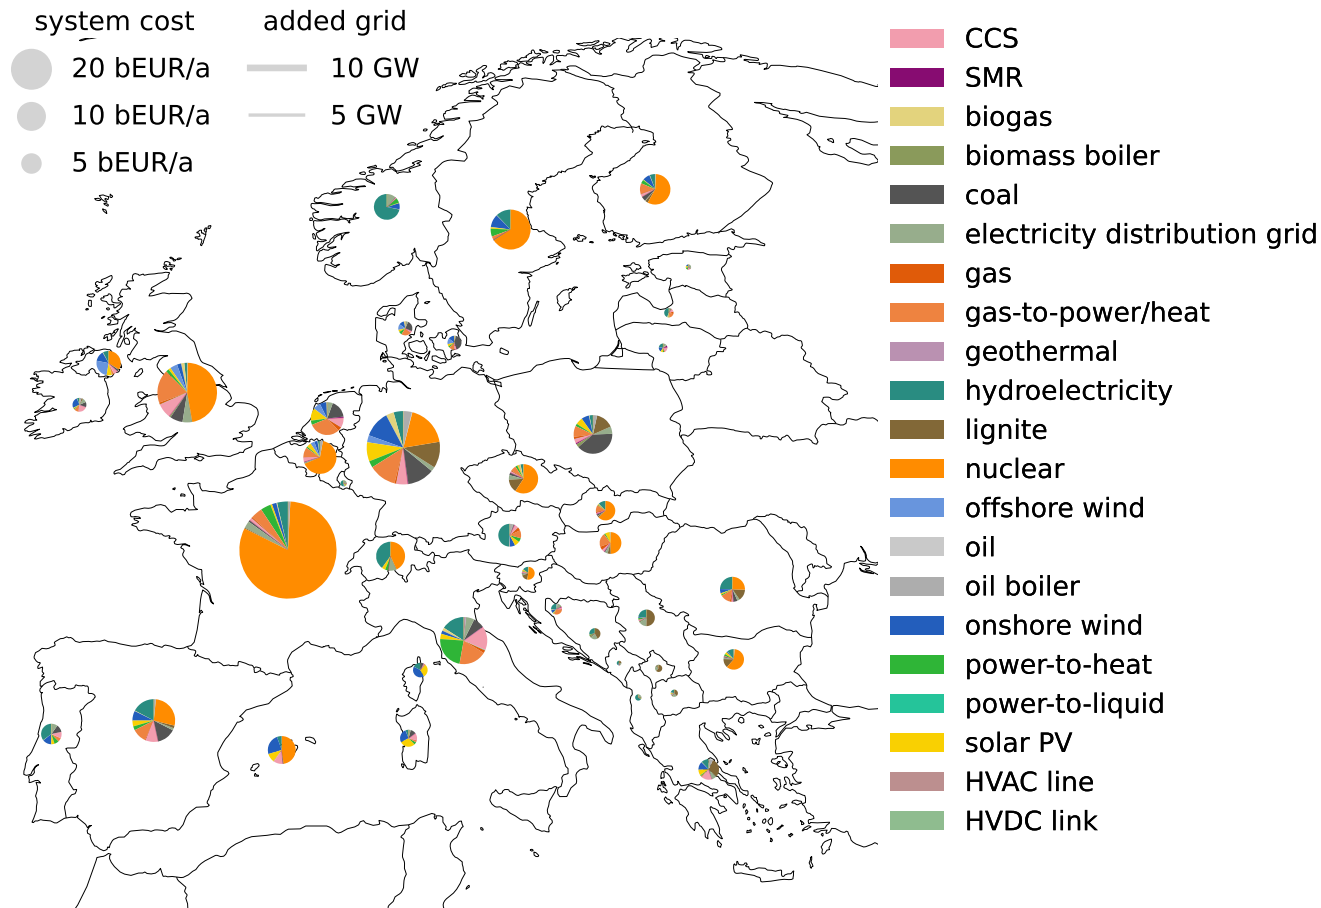 system cost
added grid
20 bEUR/a
10 GW
10 bEUR/a
5 GW
5 bEUR/a
CCS
SMR
biogas
biomass boiler
coal
electricity distribution grid
gas
gas-to-power/heat
geothermal
hydroelectricity
lignite
nuclear
offshore wind
oil
oil boiler
onshore wind
power-to-heat
power-to-liquid
solar PV
HVAC line
HVDC link